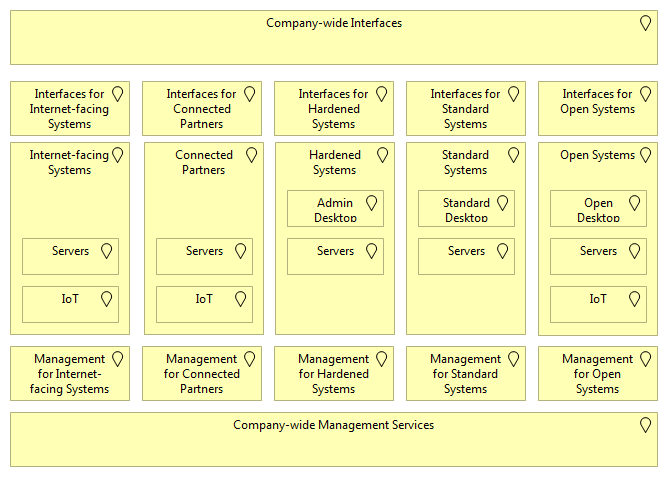 Company-wide Interfaces
Interfaces for
Internet-facing
Systems
Interfaces for
Connected
Partners
Interfaces for
Hardened
Systems
Interfaces for
Standard
Systems
Interfaces for
Open Systems
Internet-facing
Systems
Servers
IoT
Connected
Partners
Servers
IoT
Hardened
Systems
Admin
Desktop
Servers
Standard
Systems
Standard
Desktop
Servers
Open Systems
Open
Desktop
Servers
IoT
Management
for Internet-
facing Systems
Management
for Connected
Partners
Management
for Hardened
Systems
Management
for Standard
Systems
Management
for Open
Systems
Company-wide Management Services